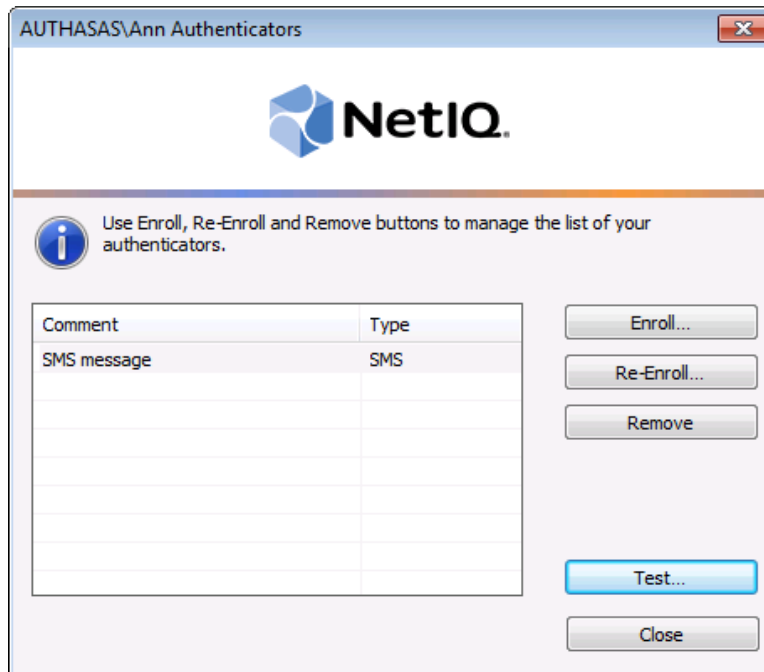 AUTHASAS\Ann Authenticators
NetIQ.
Use Enroll, Re-Enroll and Remove buttons to manage the list of your
authenticators.
Comment Type
SMS message SMS
Enroll...
Re-Enroll...
Remove
Test...
Close